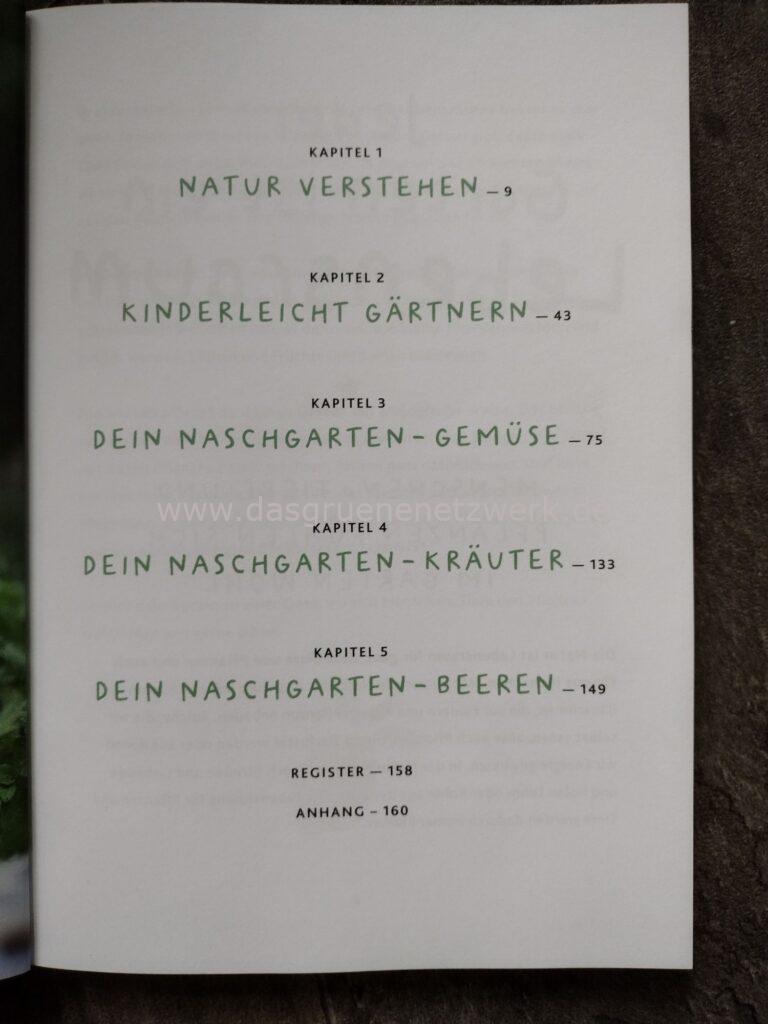 KAPITEL 1
NATUR VERSTEHEN – 9
KAPITEL 2
KINDERLEICHT GÄRTNERN – 43
KAPITEL 3
DEIN NASCHGARTEN – GEMÜSE – 75
www.dasgruenenetzwerk.de
KAPITEL 4
DEIN NASCHGARTEN – KRÄUTER – 133
KAPITEL 5
DEIN NASCHGARTEN – BEEREN – 149
REGISTER – 158
ANHANG – 160